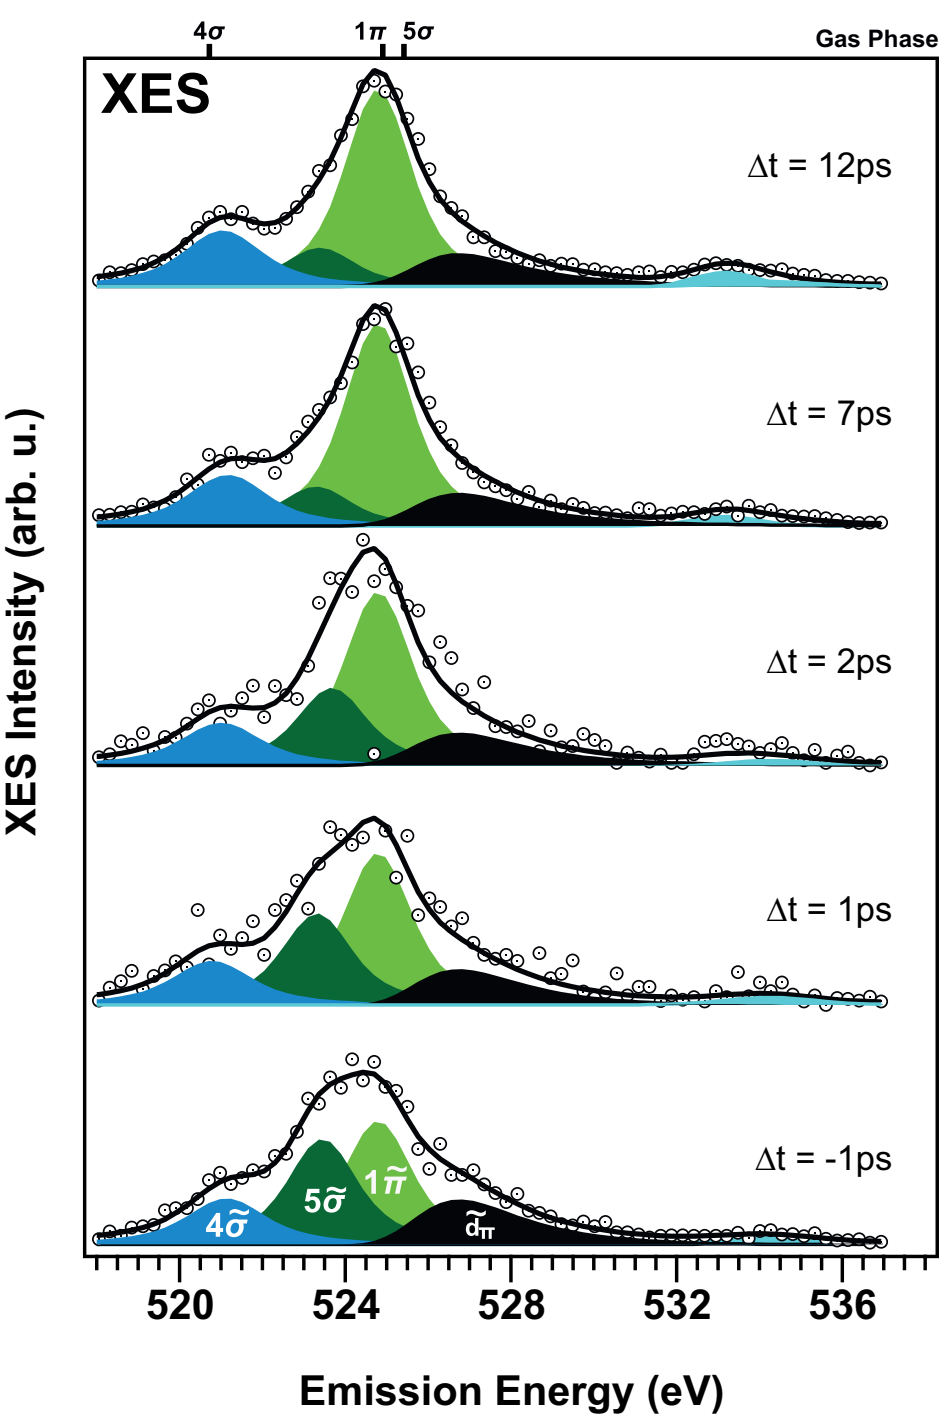 4σ 1π 5σ Gas Phase
XES
Δt = 12ps
Δt = 7ps
Δt = 2ps
Δt = 1ps
Δt = -1ps
4σ̃ 5σ̃ 1π̃ d̃π
520 524 528 532 536
Emission Energy (eV)
XES Intensity (arb. u.)